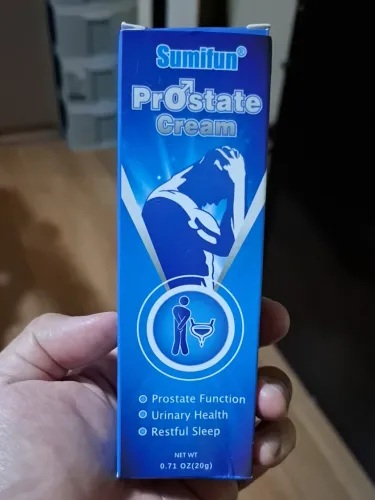 Sumifun®
Prostate
Cream
Prostate Function
Urinary Health
Restful Sleep
NET WT
0.71 OZ(20g)